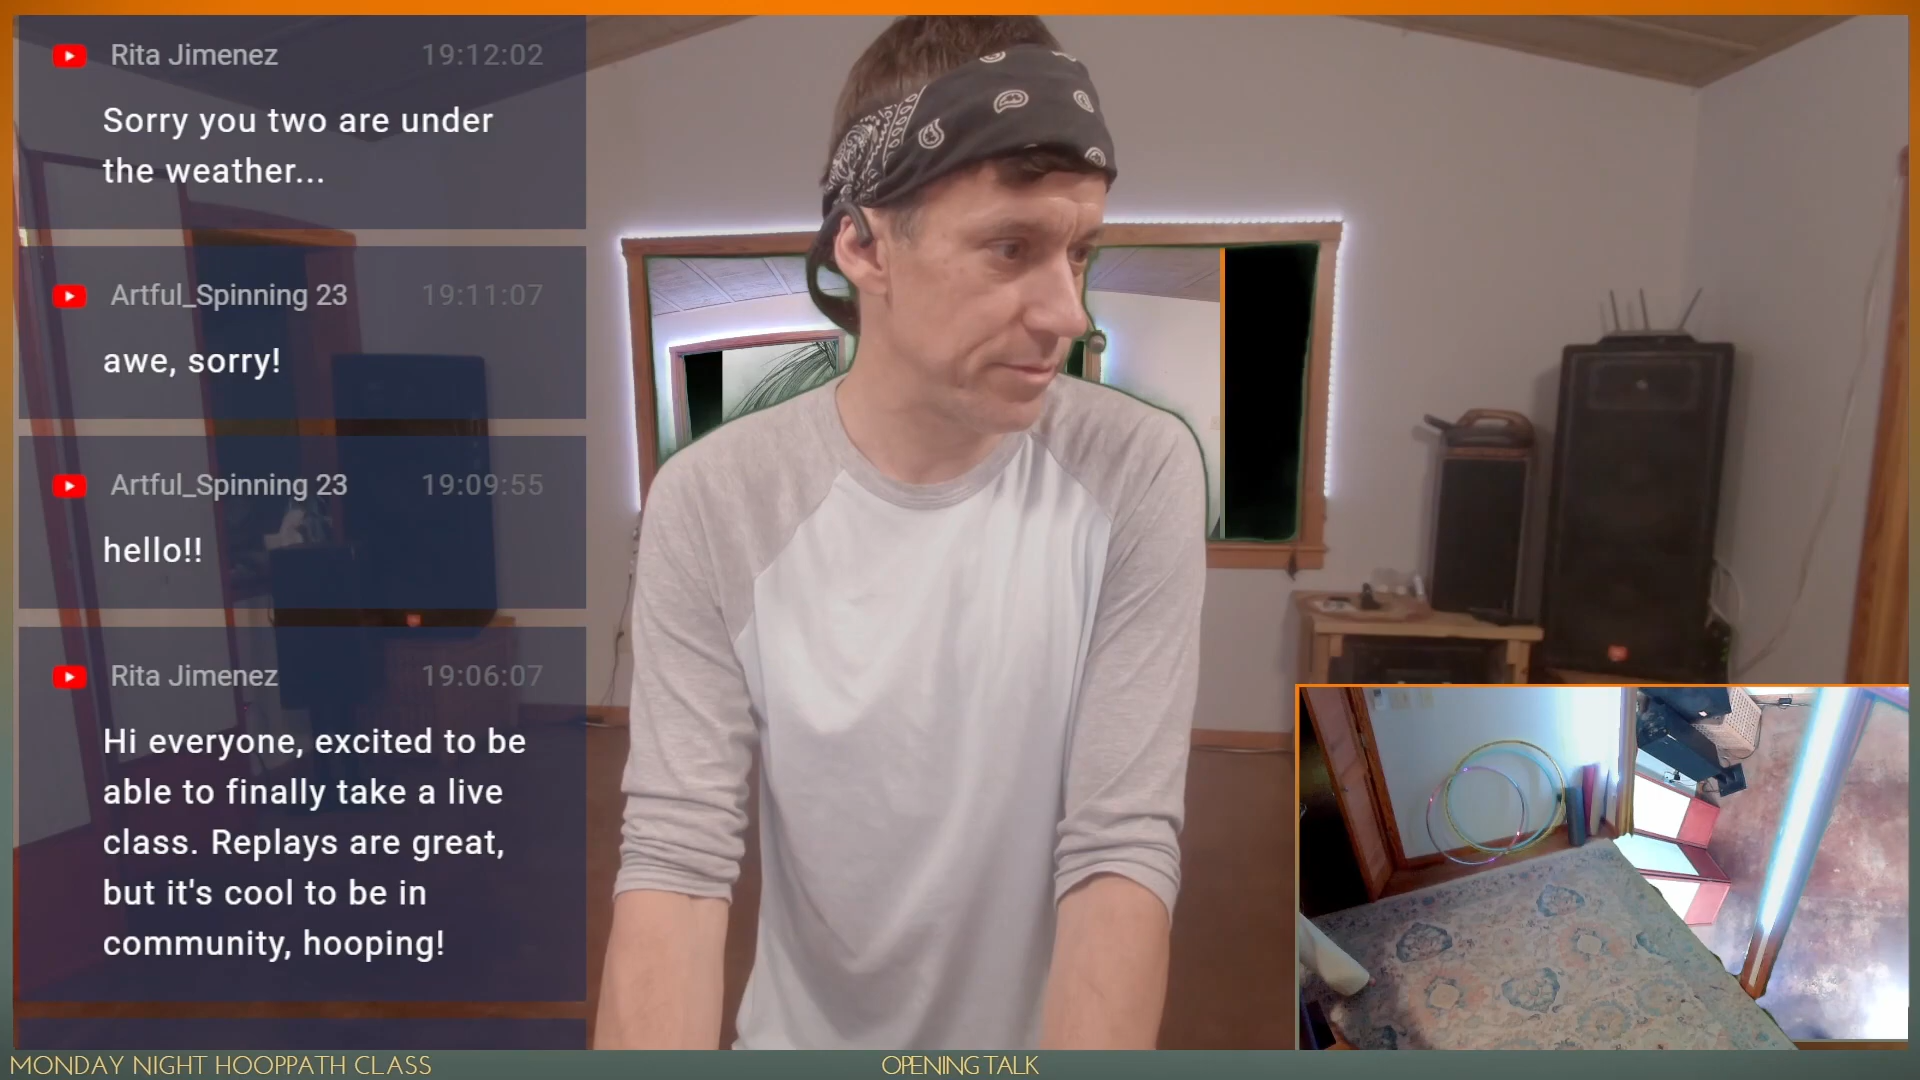 Rita Jimenez 19:12:02
Sorry you two are under
the weather...
Artful_Spinning 23 19:11:07
awe, sorry!
Artful_Spinning 23 19:09:55
hello!!
Rita Jimenez 19:06:07
Hi everyone, excited to be
able to finally take a live
class. Replays are great,
but it's cool to be in
community, hooping!
MONDAY NIGHT HOOPPATH CLASS
OPENING TALK